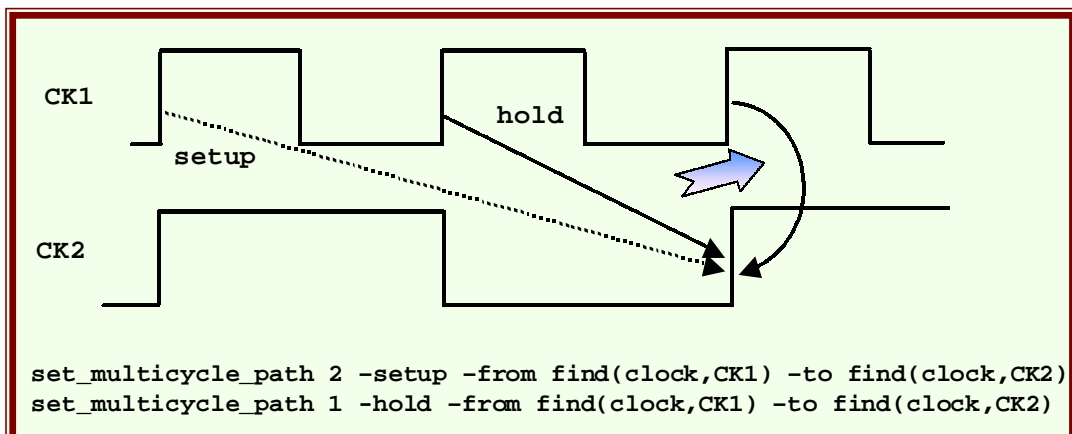 CK1
hold
setup
CK2
set_multicycle_path 2 –setup –from find(clock,CK1) –to find(clock,CK2)
set_multicycle_path 1 -hold –from find(clock,CK1) –to find(clock,CK2)